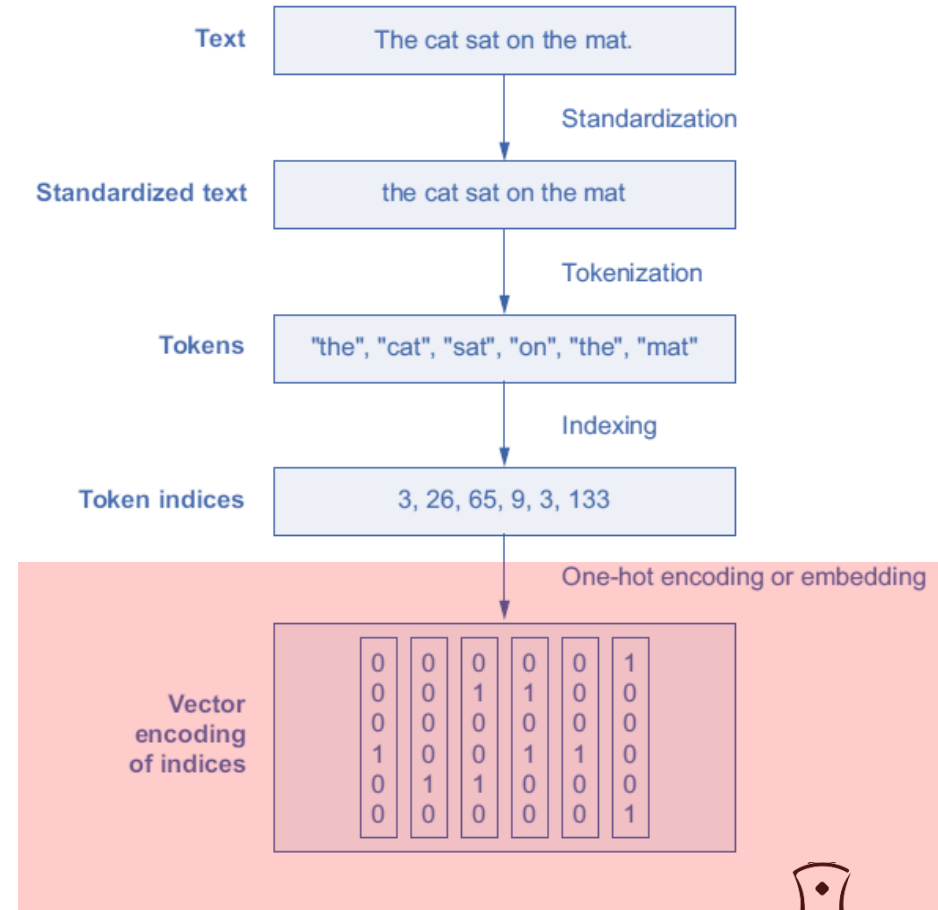 Text
The cat sat on the mat.
Standardization
Standardized text
the cat sat on the mat
Tokenization
Tokens
"the", "cat", "sat", "on", "the", "mat"
Indexing
Token indices
3, 26, 65, 9, 3, 133
One-hot encoding or embedding
Vector
encoding
of indices
0 0 0 0 0 1
0 0 1 1 0 0
0 0 0 0 0 0
1 0 0 1 1 0
0 1 1 0 0 0
0 0 0 0 0 1